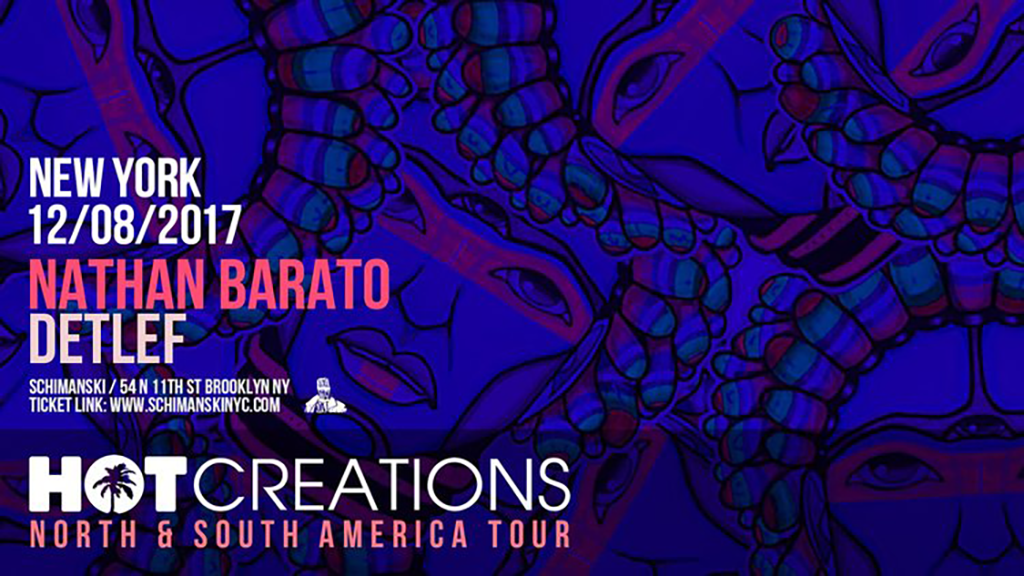 NEW YORK
12/08/2017
NATHAN BARATO
DETLEF
SCHIMANSKI / 54 N 11TH ST BROOKLYN NY
TICKET LINK: WWW.SCHIMANSKINYC.COM
HOT CREATIONS
NORTH & SOUTH AMERICA TOUR